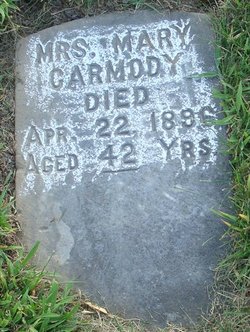 MRS. MARY
CARMODY
DIED
APR. 22, 1896
AGED 42 YRS